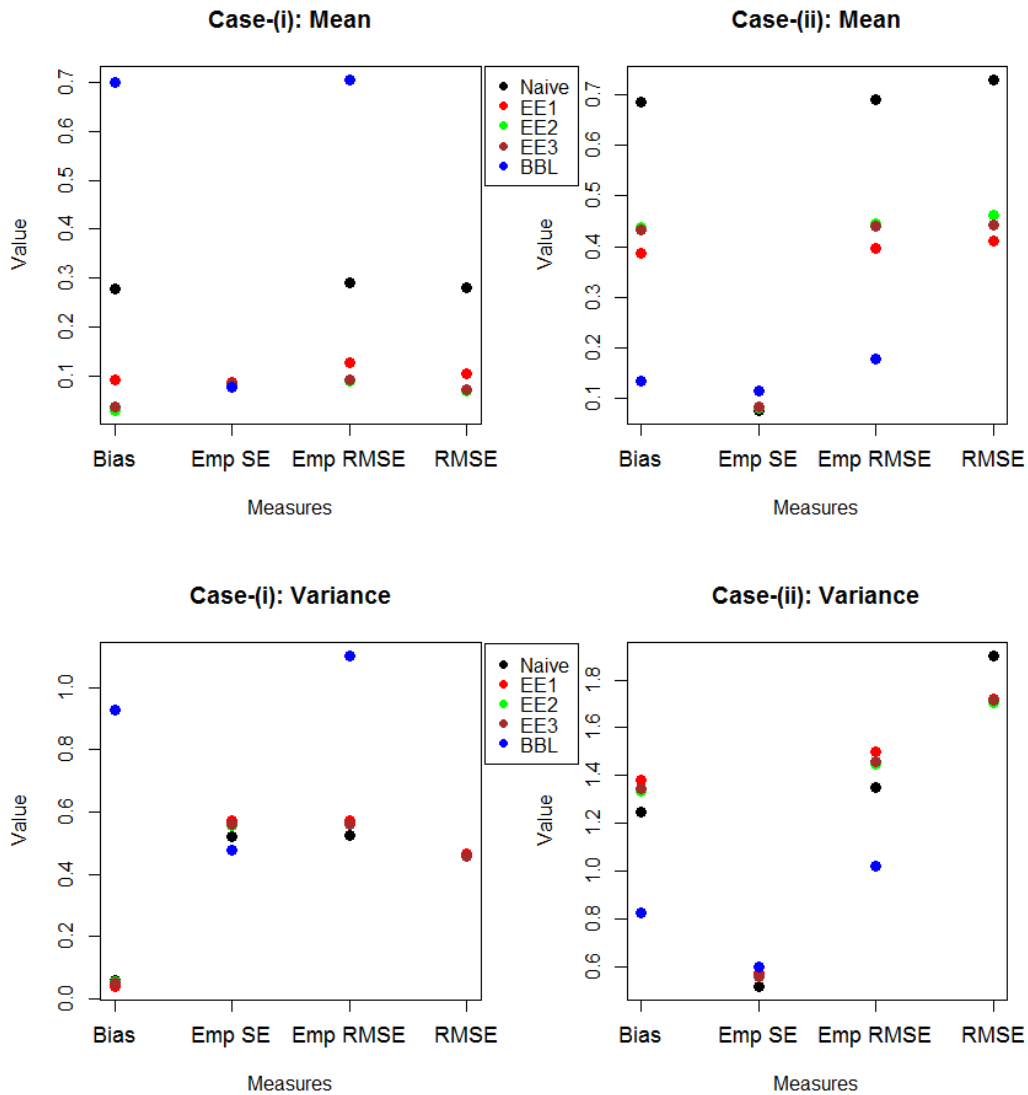 Case-(i): Mean
Value
0.7
0.6
0.5
0.4
0.3
0.2
0.1
Bias Emp SE Emp RMSE RMSE
Measures
Naive
EE1
EE2
EE3
BBL
Case-(ii): Mean
Value
0.7
0.6
0.5
0.4
0.3
0.2
0.1
Bias Emp SE Emp RMSE RMSE
Measures
Case-(i): Variance
Value
1.0
0.8
0.6
0.4
0.2
0.0
Bias Emp SE Emp RMSE RMSE
Measures
Naive
EE1
EE2
EE3
BBL
Case-(ii): Variance
Value
1.8
1.6
1.4
1.2
1.0
0.8
0.6
Bias Emp SE Emp RMSE RMSE
Measures